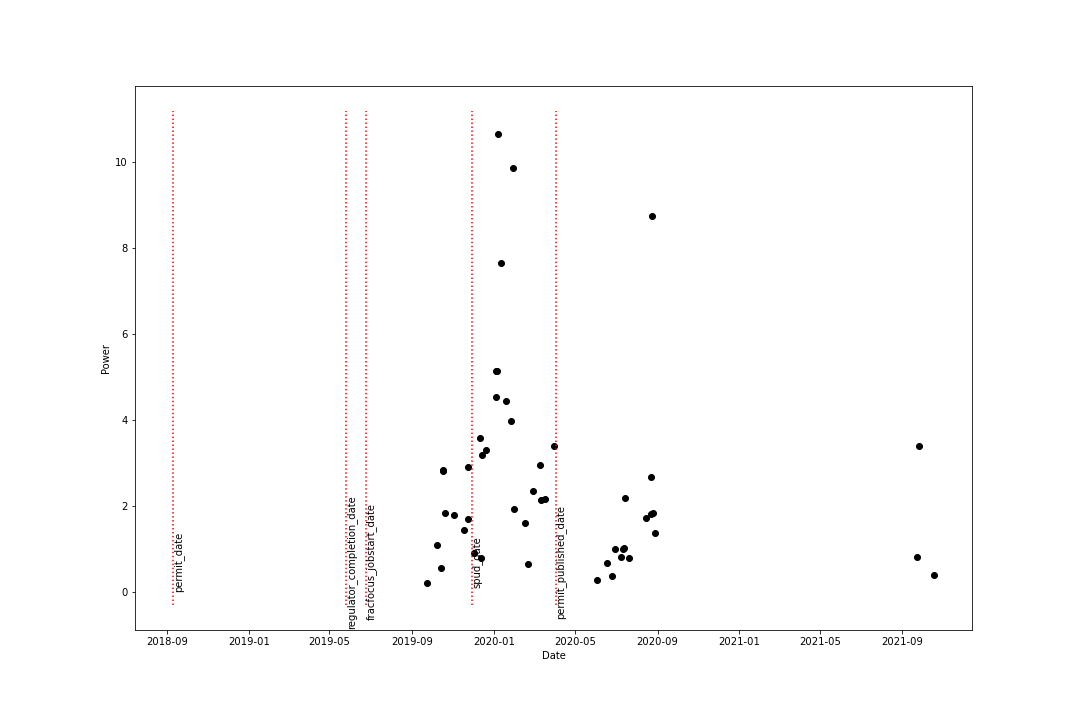 10
8
6
4
2
0
Power
permit_date
regulator_completion_date
fracfocus_jobstart_date
spud_date
permit_published_date
2018-09 2019-01 2019-05 2019-09 2020-01 2020-05 2020-09 2021-01 2021-05 2021-09
Date